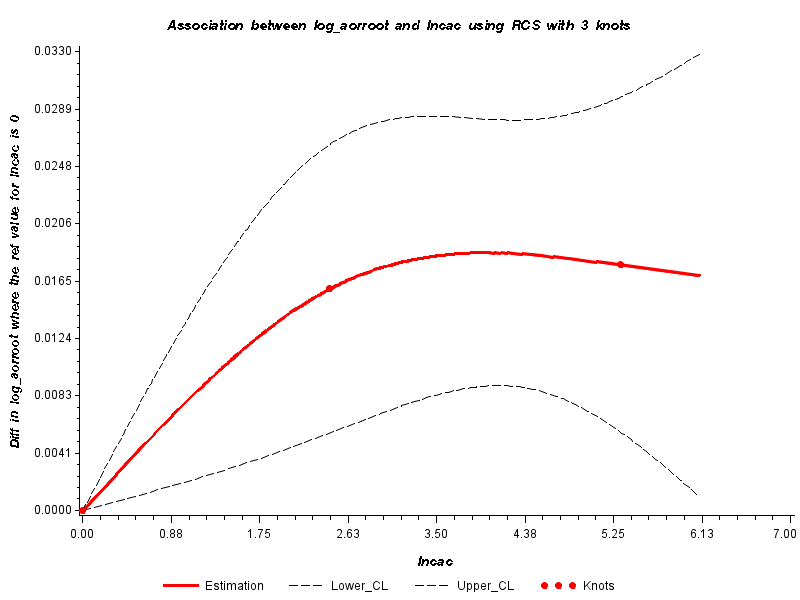 Association between log_aorroot and lncac using RCS with 3 knots
Diff in log_aorroot where the ref value for lncac is 0
0.0330
0.0289
0.0248
0.0206
0.0165
0.0124
0.0083
0.0041
0.0000
0.00 0.88 1.75 2.63 3.50 4.38 5.25 6.13 7.00
lncac
Estimation Lower_CL Upper_CL Knots